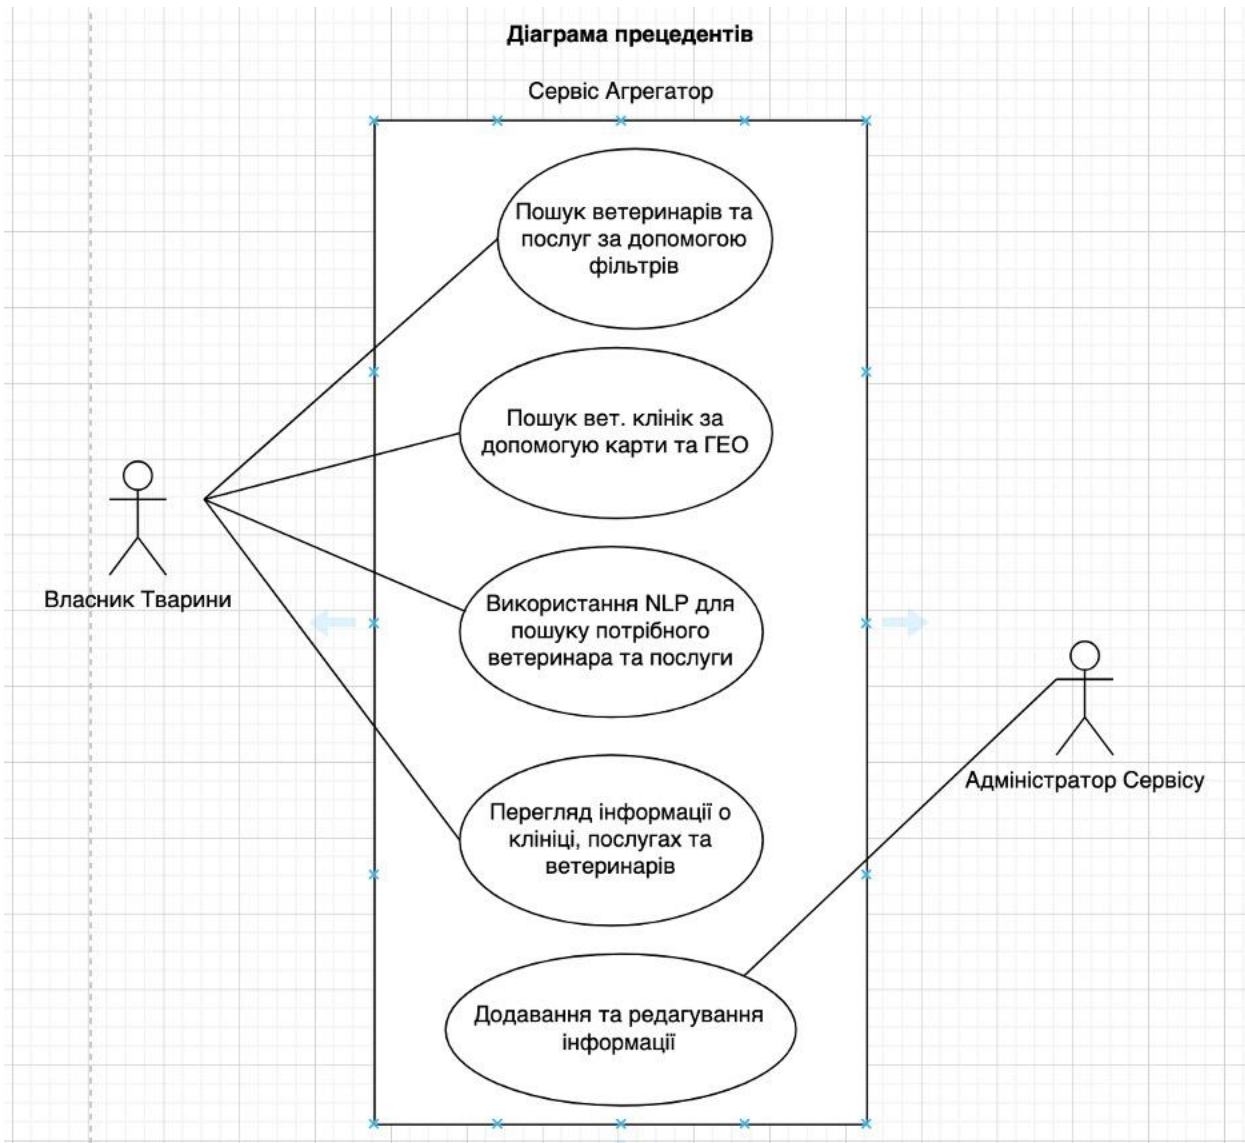 Діаграма прецедентів
Сервіс Агрегатор
Пошук ветеринарів та
послуг за допомогою
фільтрів
Пошук вет. клінік за
допомогую карти та ГЕО
Власник Тварини
Використання NLP для
пошуку потрібного
ветеринара та послуги
Адміністратор Сервісу
Перегляд інформації о
клініці, послугах та
ветеринарів
Додавання та редагування
інформації